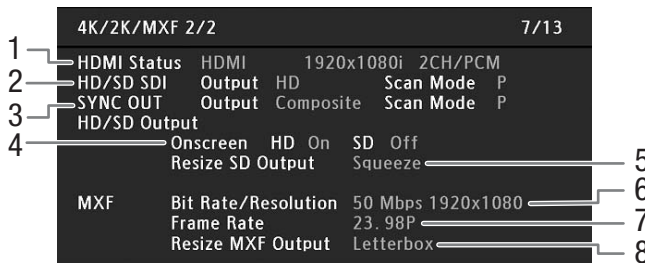 4K/2K/MXF 2/2 7/13
1 HDMI Status HDMI 1920x1080i 2CH/PCM
2 HD/SD SDI Output HD Scan Mode P
3 SYNC OUT Output Composite Scan Mode P
HD/SD Output
4 Onscreen HD On SD Off
Resize SD Output Squeeze 5
MXF Bit Rate/Resolution 50 Mbps 1920x1080 6
Frame Rate 23.98P 7
Resize MXF Output Letterbox 8